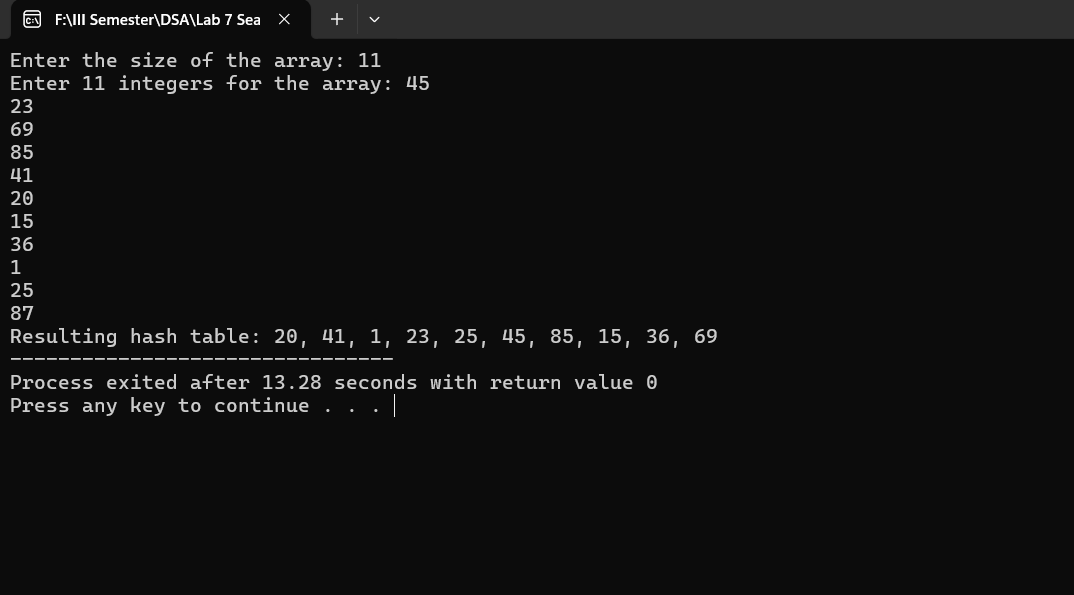 F:\III Semester\DSA\Lab 7 Sea
Enter the size of the array: 11
Enter 11 integers for the array: 45
23
69
85
41
20
15
36
1
25
87
Resulting hash table: 20, 41, 1, 23, 25, 45, 85, 15, 36, 69
--------------------------------
Process exited after 13.28 seconds with return value 0
Press any key to continue . . .